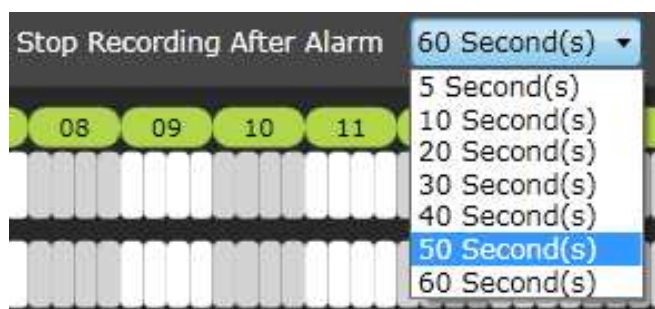 Stop Recording After Alarm 60 Second(s)
5 Second(s)
08 09 10 11 10 Second(s)
20 Second(s)
30 Second(s)
40 Second(s)
50 Second(s)
60 Second(s)